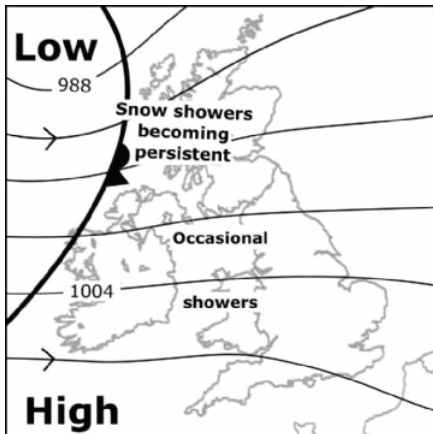 Low
988
Snow showers
becoming
persistent
Occasional
1004
showers
High